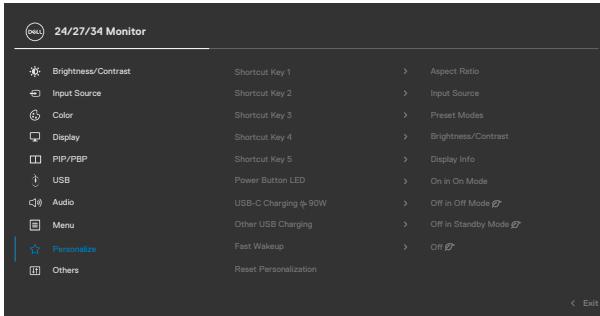 DELL
24/27/34 Monitor
Brightness/Contrast
Shortcut Key 1 > Aspect Ratio
Input Source
Shortcut Key 2 > Input Source
Color
Shortcut Key 3 > Preset Modes
Display
Shortcut Key 4 > Brightness/Contrast
PIP/PBP
Shortcut Key 5 > Display Info
USB
Power Button LED > On in On Mode
Audio
USB-C Charging 90W > Off in Off Mode
Menu
Other USB Charging > Off in Standby Mode
Personalize
Fast Wakeup > Off
Others
Reset Personalization
< Exit